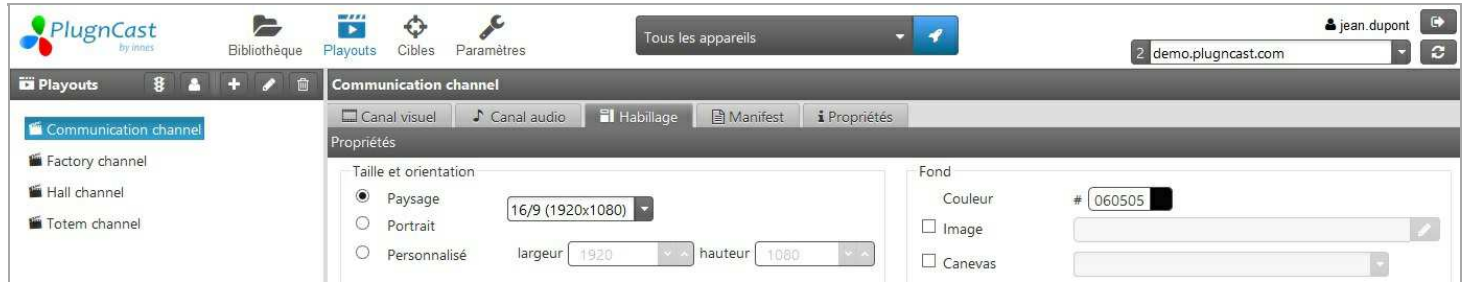 PlugnCast
by innes
Bibliothèque Playouts Cibles Paramètres
Tous les appareils
jean.dupont
2 demo.plugncast.com
Playouts
Communication channel
Communication channel
Factory channel
Hall channel
Totem channel
Canal visuel Canal audio Habillage Manifest Propriétés
Propriétés
Taille et orientation
Paysage
16/9 (1920x1080)
Portrait
Personnalisé largeur 1920 hauteur 1080
Fond
Couleur # 060505
Image
Canevas